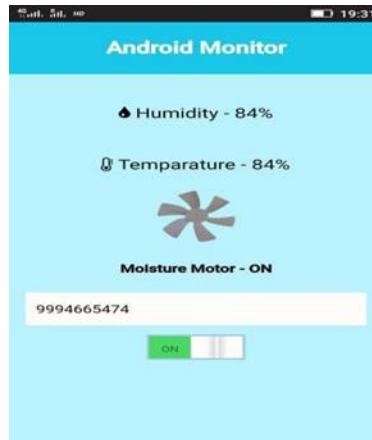 19:31
Android Monitor
Humidity - 84%
Temparature - 84%
Moisture Motor - ON
9994665474
ON